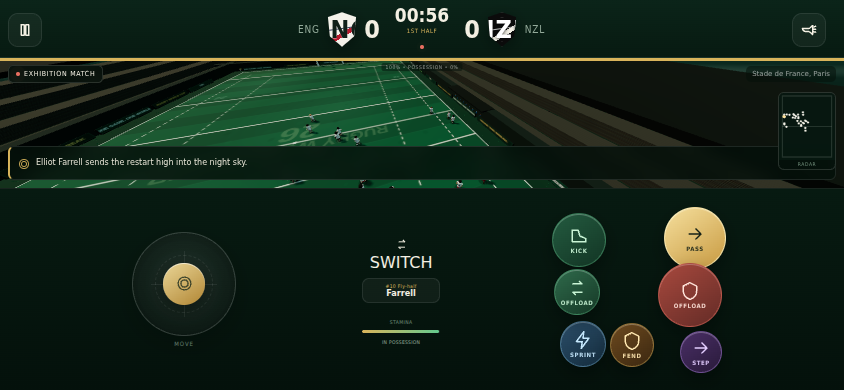 ENG 0 00:56 0 NZL
1ST HALF
100% • POSSESSION • 0%
EXHIBITION MATCH
Stade de France, Paris
RUGBY
Elliot Farrell sends the restart high into the night sky.
RADAR
SWITCH
#10 Fly-half
Farrell
STAMINA
IN POSSESSION
MOVE
KICK
PASS
OFFLOAD
OFFLOAD
SPRINT
FEND
STEP